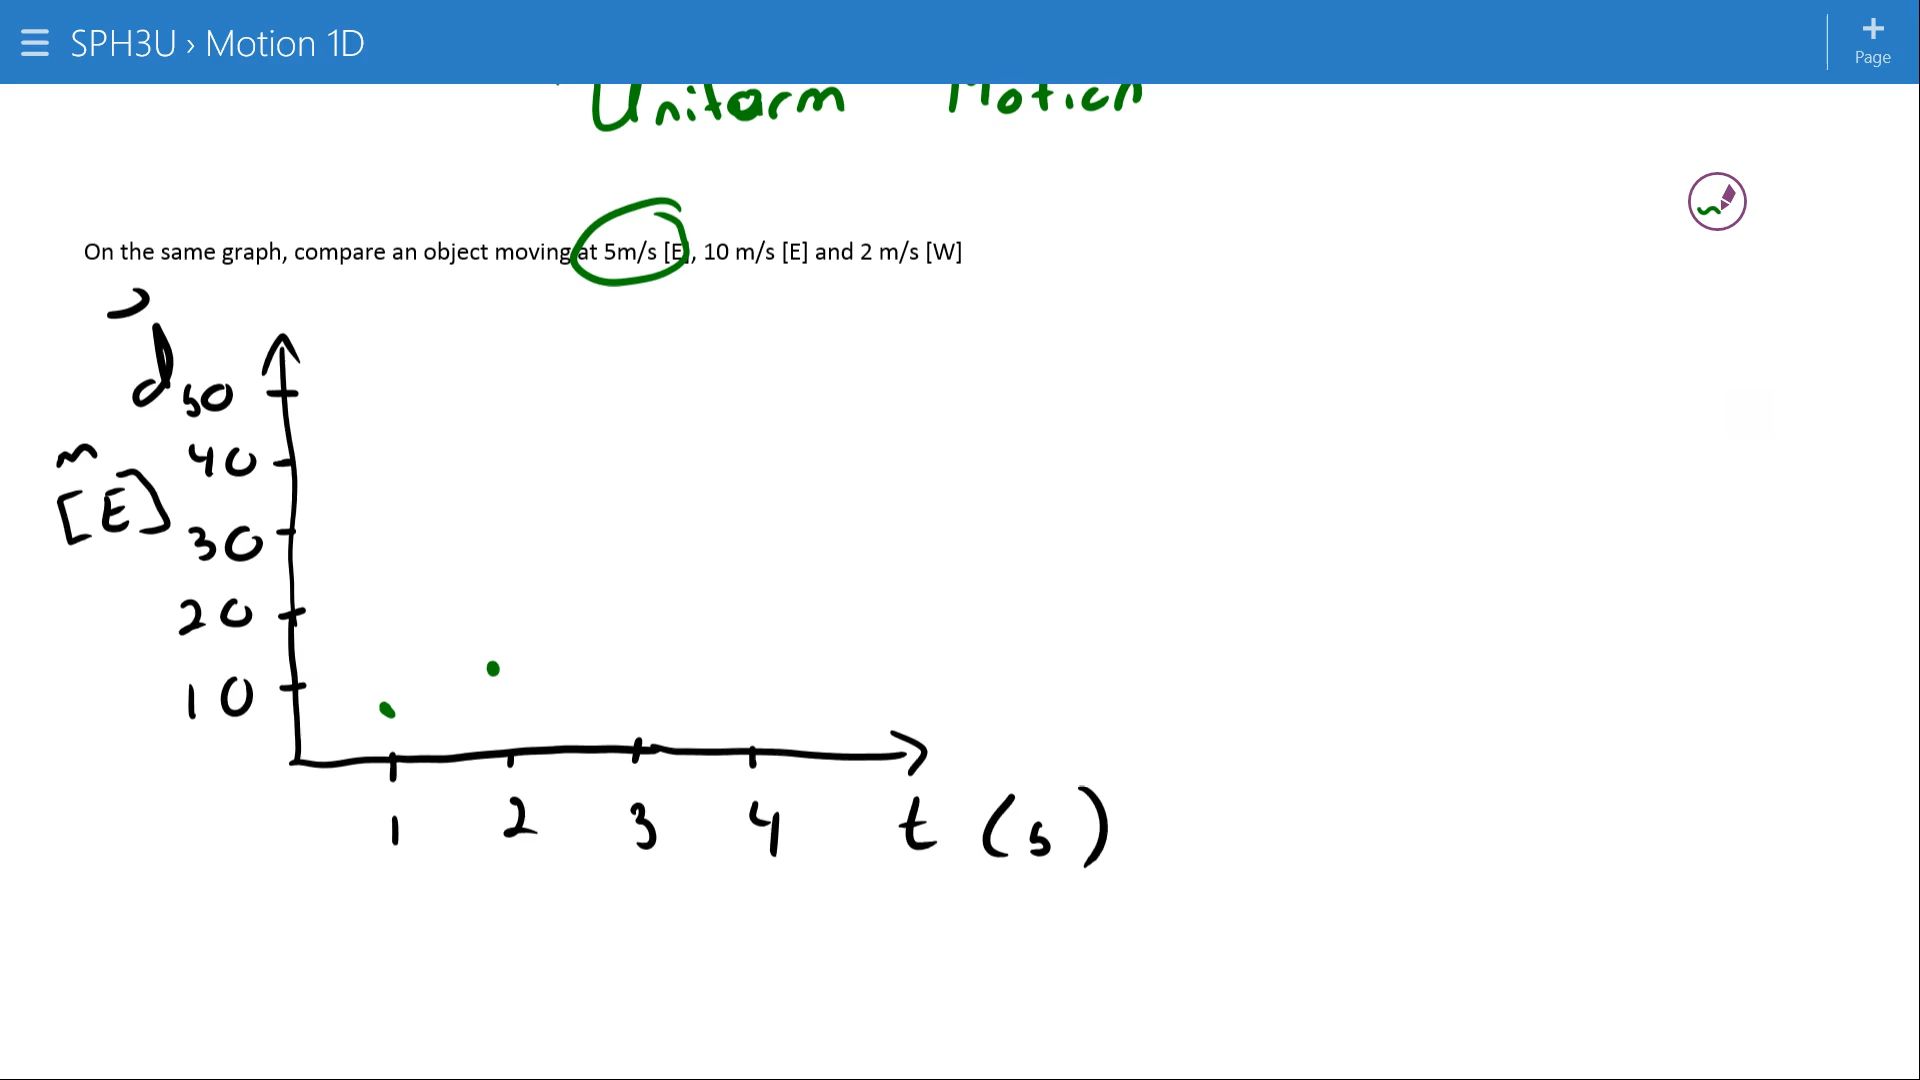 SPH3U › Motion 1D
+
Page
Uniform Motion
On the same graph, compare an object moving at 5m/s [E], 10 m/s [E] and 2 m/s [W]
d
50
m
40
[E]
30
20
10
1 2 3 4 t (s)